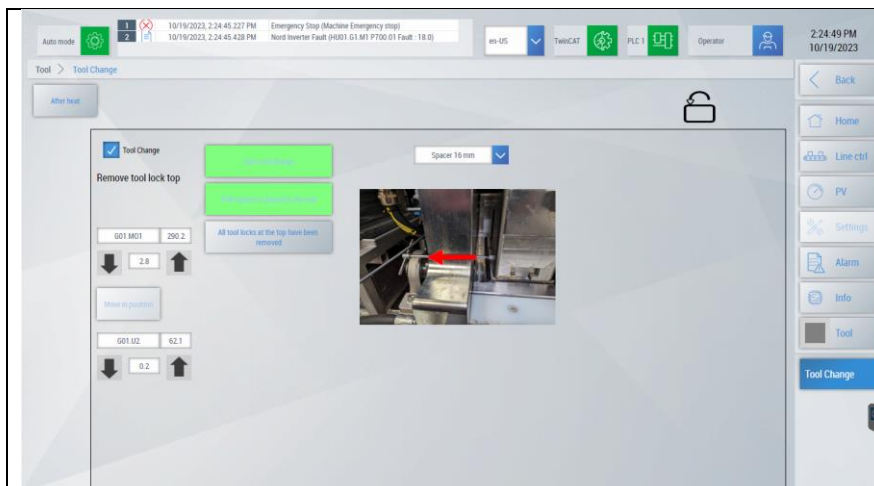 Auto mode
1 10/19/2023, 2:24:45.227 PM Emergency Stop (Machine Emergency stop)
2 10/19/2023, 2:24:45.428 PM Nord Inverter Fault (HU01.G1.M1 P700.01 Fault : 18.0)
en-US
TwinCAT
PLC 1
Operator
2:24:49 PM
10/19/2023
Tool > Tool Change
Back
After heat
Home
Tool Change
Spacer 16 mm
Line ctrl
Remove tool lock top
PV
All tool locks at the top have been
removed
G01.MO1 290.2
Settings
2.8
Alarm
Move in position
Info
G01.U2 62.1
Tool
0.2
Tool Change